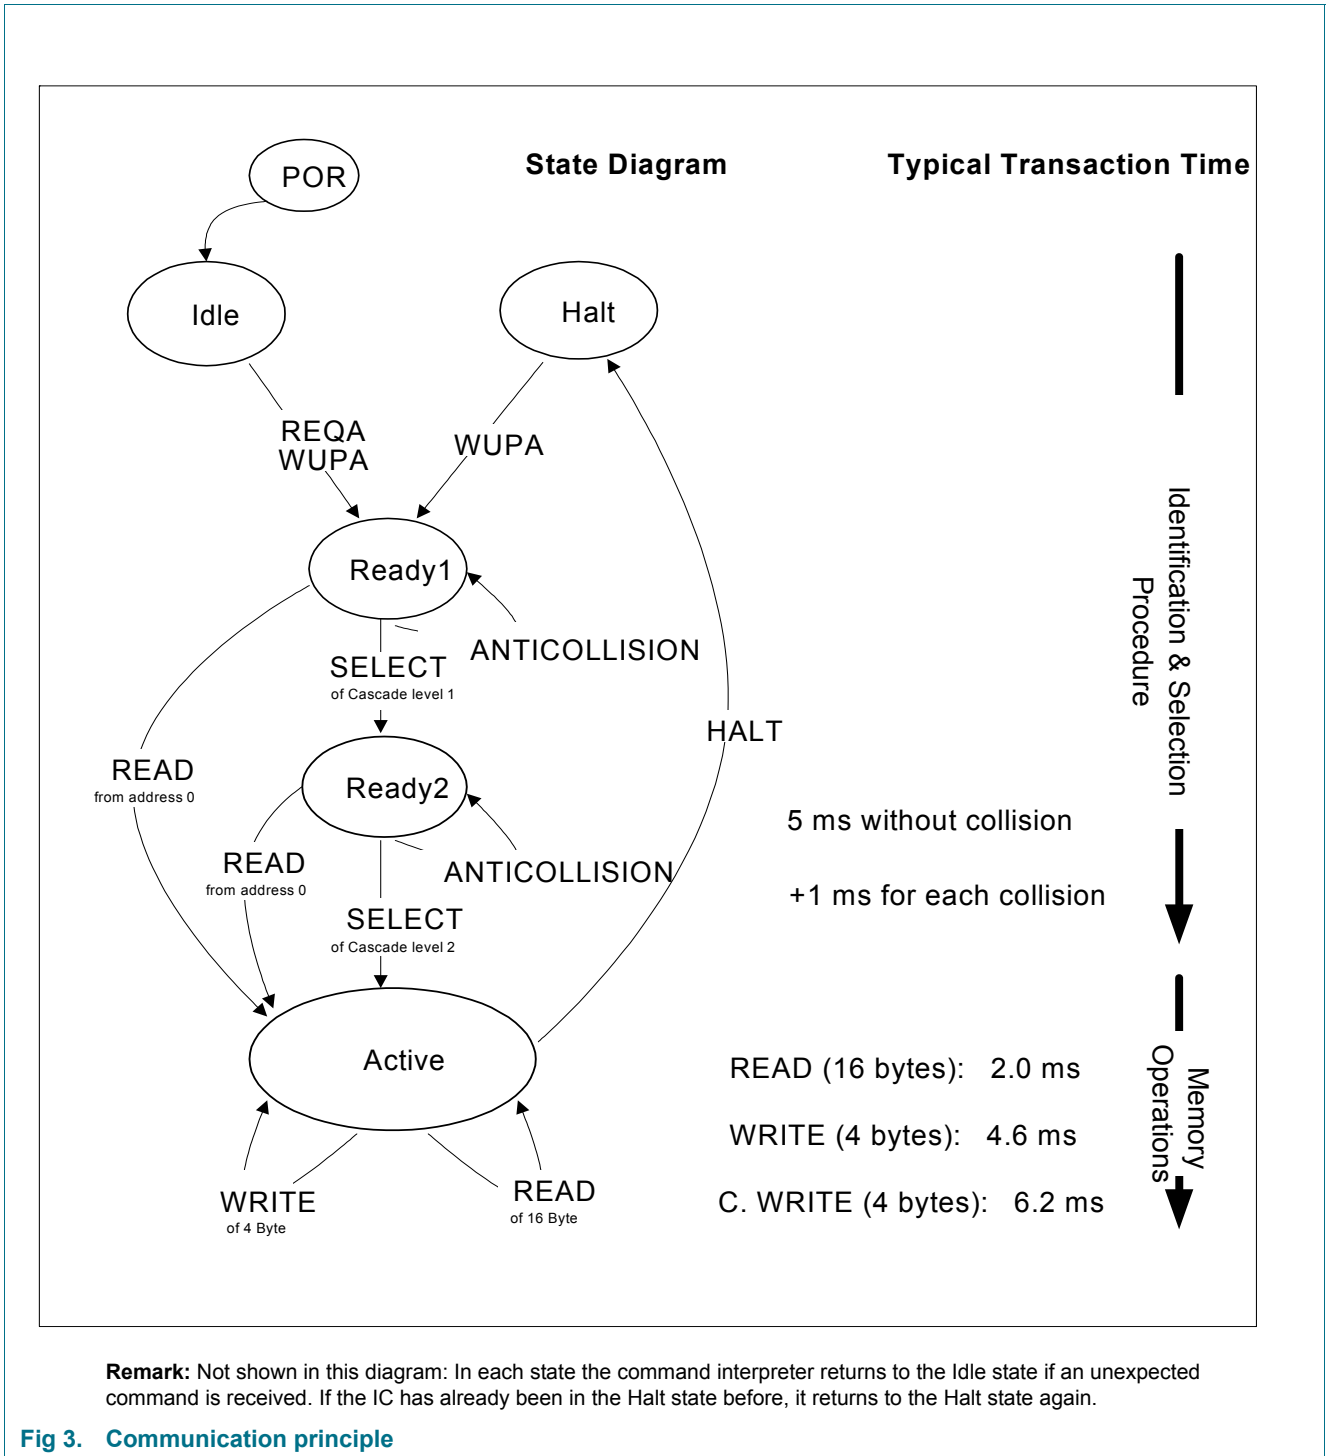 State Diagram
Typical Transaction Time
POR
Idle
Halt
REQA
WUPA
WUPA
Ready1
ANTICOLLISION
SELECT
of Cascade level 1
HALT
READ
from address 0
Ready2
READ
from address 0
ANTICOLLISION
SELECT
of Cascade level 2
Active
WRITE
of 4 Byte
READ
of 16 Byte
Identification & Selection
Procedure
5 ms without collision
+1 ms for each collision
Memory
Operations
READ (16 bytes): 2.0 ms
WRITE (4 bytes): 4.6 ms
C. WRITE (4 bytes): 6.2 ms
Remark: Not shown in this diagram: In each state the command interpreter returns to the Idle state if an unexpected
command is received. If the IC has already been in the Halt state before, it returns to the Halt state again.
Fig 3. Communication principle